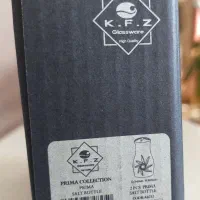 K.F.Z
Glassware
High Quality
K.F.Z
PRIMA COLLECTION
PRIMA
SALT BOTTLE
2 PCS PRIMA
SALT BOTTLE